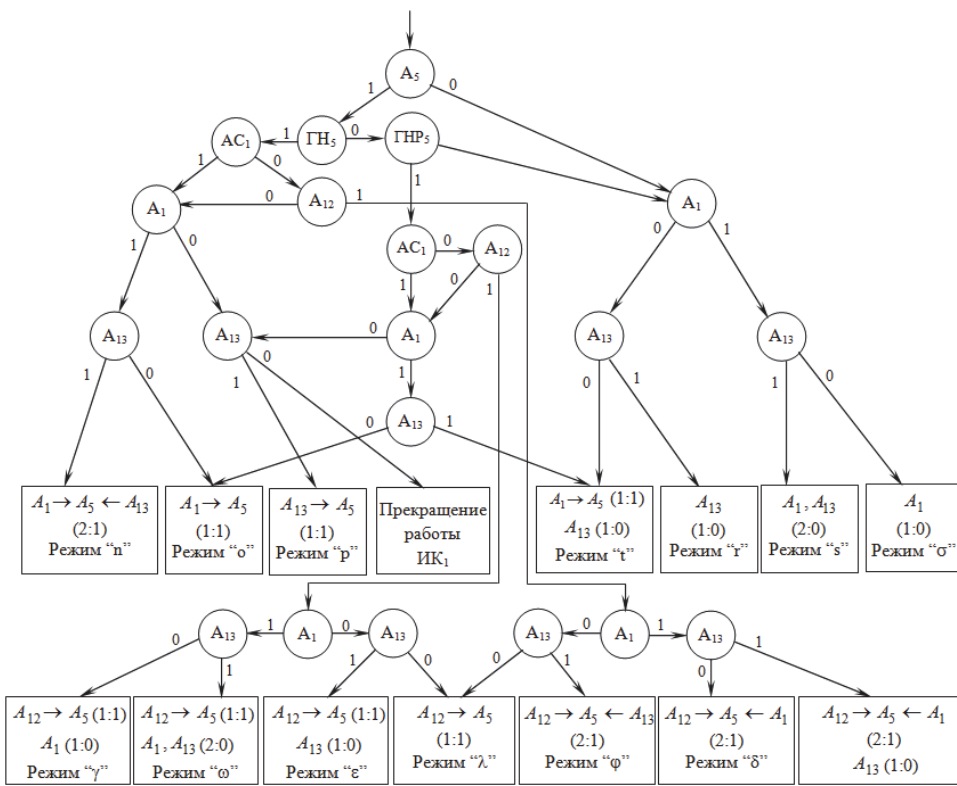 A₅
1
0
AC₁
1
ГН₅
0
ГНР₅
1
0
1
0
A₁₂
1
A₁
A₁
1
0
AC₁
0
A₁₂
0
1
1
0
1
A₁₃
A₁₃
0
A₁
A₁₃
A₁₃
1
0
0
1
1
0
1
1
0
0
A₁₃
1
A₁ → A₅ ← A₁₃
(2:1)
Режим “n”
A₁ → A₅
(1:1)
Режим “o”
A₁₃ → A₅
(1:1)
Режим “p”
Прекращение
работы
ИК₁
A₁ → A₅ (1:1)
A₁₃ (1:0)
Режим “t”
A₁₃
(1:0)
Режим “r”
A₁ , A₁₃
(2:0)
Режим “s”
A₁
(1:0)
Режим “σ”
A₁₃
1
A₁
0
A₁₃
A₁₃
0
A₁
1
A₁₃
0
1
1
0
0
1
0
1
A₁₂ → A₅ (1:1)
A₁ (1:0)
Режим “γ”
A₁₂ → A₅ (1:1)
A₁ , A₁₃ (2:0)
Режим “ω”
A₁₂ → A₅ (1:1)
A₁₃ (1:0)
Режим “ε”
A₁₂ → A₅
(1:1)
Режим “λ”
A₁₂ → A₅ ← A₁₃
(2:1)
Режим “φ”
A₁₂ → A₅ ← A₁
(2:1)
Режим “δ”
A₁₂ → A₅ ← A₁
(2:1)
A₁₃ (1:0)